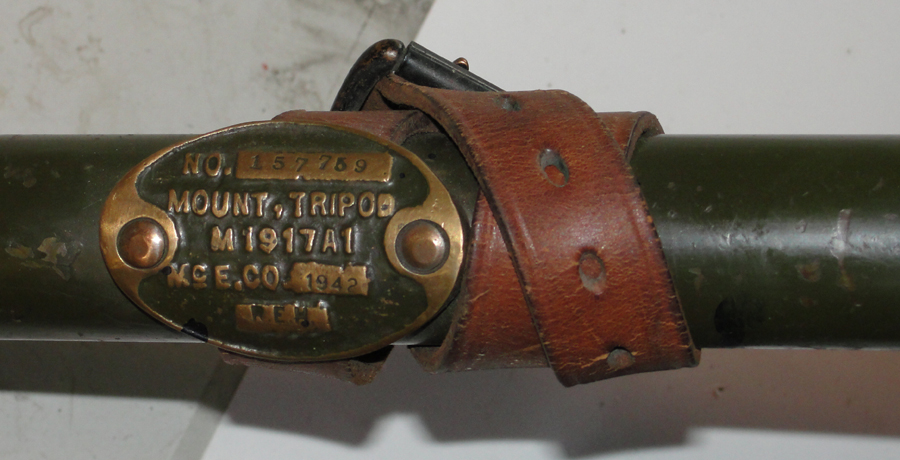 NO. 157759
MOUNT, TRIPOD
M1917A1
McE.CO. 1942